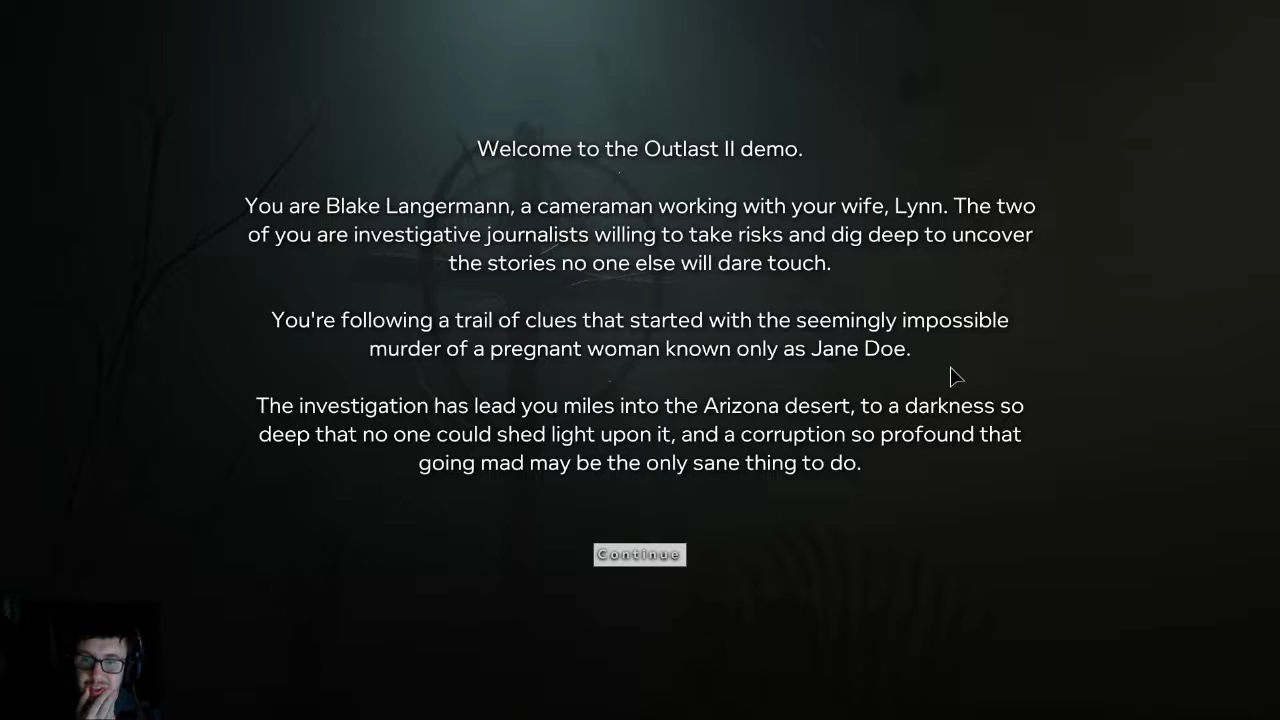 Welcome to the Outlast II demo.
You are Blake Langermann, a cameraman working with your wife, Lynn. The two
of you are investigative journalists willing to take risks and dig deep to uncover
the stories no one else will dare touch.
You're following a trail of clues that started with the seemingly impossible
murder of a pregnant woman known only as Jane Doe.
The investigation has lead you miles into the Arizona desert, to a darkness so
deep that no one could shed light upon it, and a corruption so profound that
going mad may be the only sane thing to do.
Continue